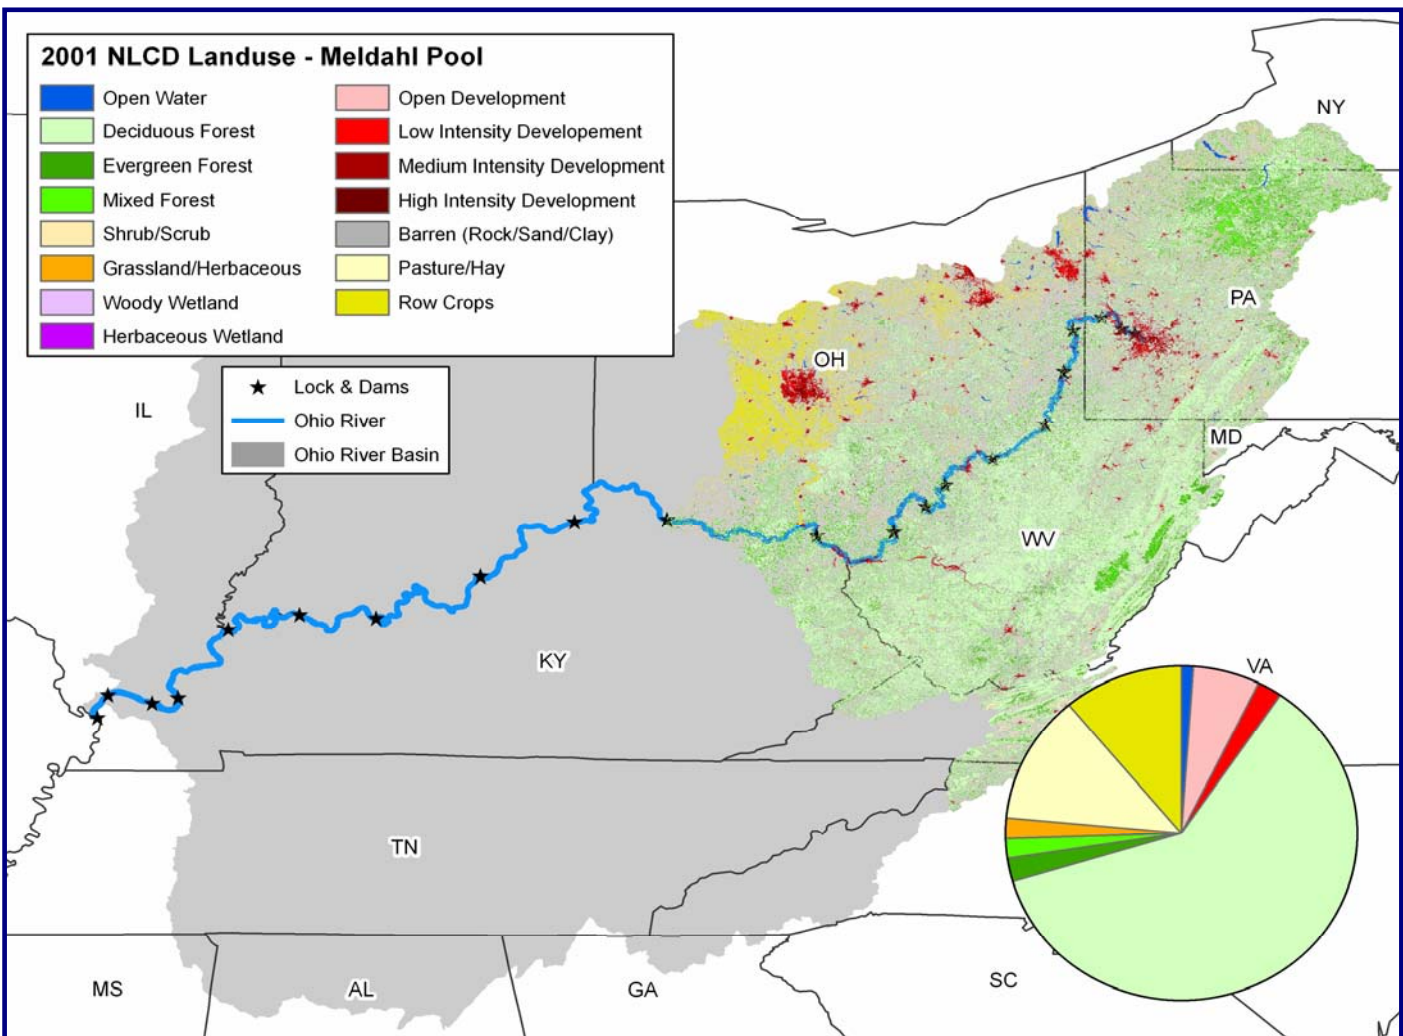 2001 NLCD Landuse - Meldahl Pool
Open Water
Deciduous Forest
Evergreen Forest
Mixed Forest
Shrub/Scrub
Grassland/Herbaceous
Woody Wetland
Herbaceous Wetland
Open Development
Low Intensity Developement
Medium Intensity Development
High Intensity Development
Barren (Rock/Sand/Clay)
Pasture/Hay
Row Crops
Lock & Dams
Ohio River
Ohio River Basin
NY
PA
OH
IL
MD
WV
KY
VA
TN
SC
MS
AL
GA